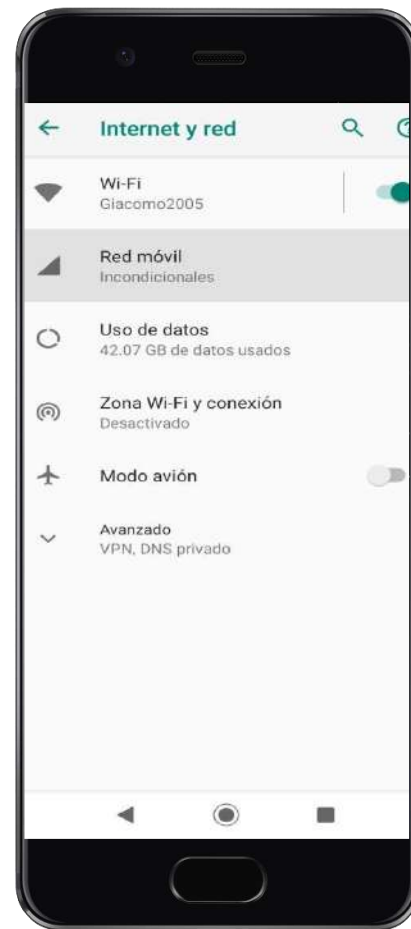 Internet y red
Wi-Fi
Giacomo2005
Red móvil
Incondicionales
Uso de datos
42.07 GB de datos usados
Zona Wi-Fi y conexión
Desactivado
Modo avión
Avanzado
VPN, DNS privado